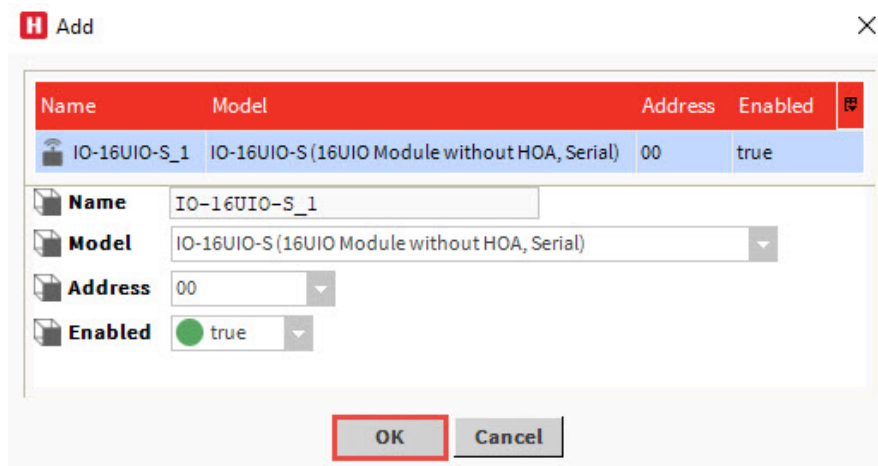 H Add
Name Model Address Enabled
IO-16UIO-S_1 IO-16UIO-S (16UIO Module without HOA, Serial) 00 true
Name IO-16UIO-S_1
Model IO-16UIO-S (16UIO Module without HOA, Serial)
Address 00
Enabled true
OK Cancel